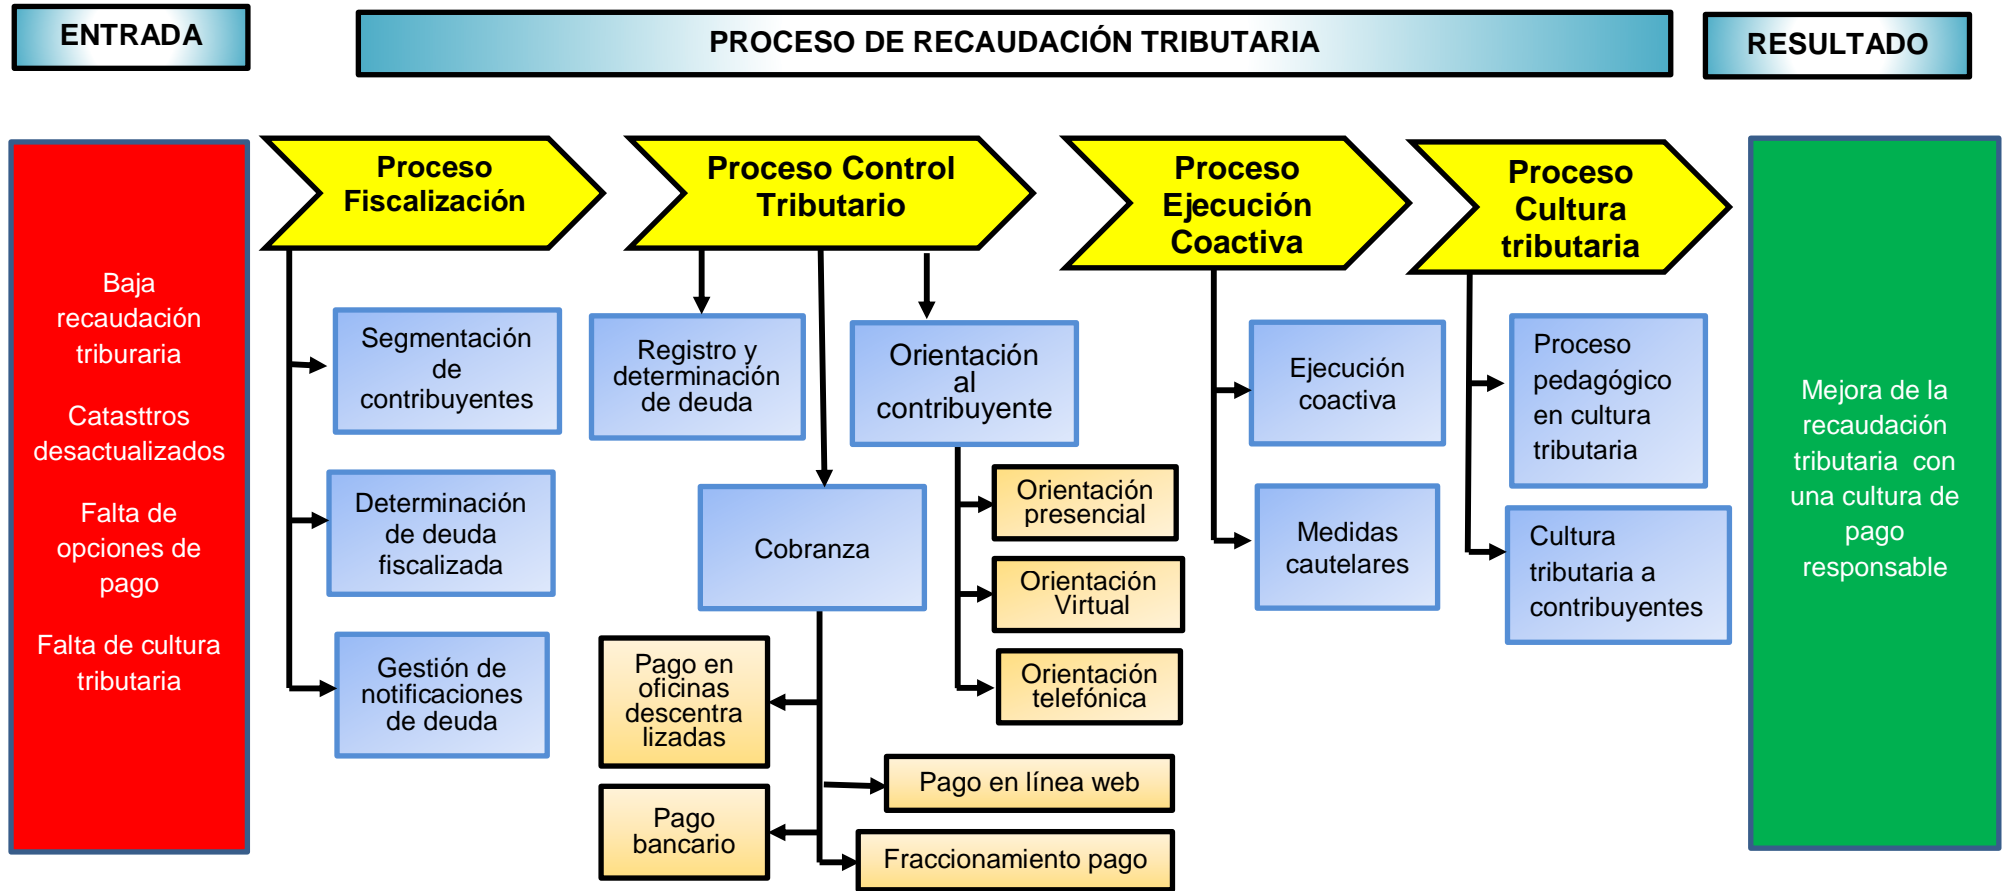 ENTRADA
PROCESO DE RECAUDACIÓN TRIBUTARIA
RESULTADO
Baja
recaudación
triburaria
Catasttros
desactualizados
Falta de
opciones de
pago
Falta de cultura
tributaria
Proceso
Fiscalización
Segmentación
de
contribuyentes
Determinación
de deuda
fiscalizada
Gestión de
notificaciones
de deuda
Proceso Control
Tributario
Registro y
determinación
de deuda
Cobranza
Pago en
oficinas
descentra
lizadas
Pago
bancario
Pago en línea web
Fraccionamiento pago
Orientación
al
contribuyente
Orientación
presencial
Orientación
Virtual
Orientación
telefónica
Proceso
Ejecución
Coactiva
Ejecución
coactiva
Medidas
cautelares
Proceso
Cultura
tributaria
Proceso
pedagógico
en cultura
tributaria
Cultura
tributaria a
contribuyentes
Mejora de la
recaudación
tributaria con
una cultura de
pago
responsable